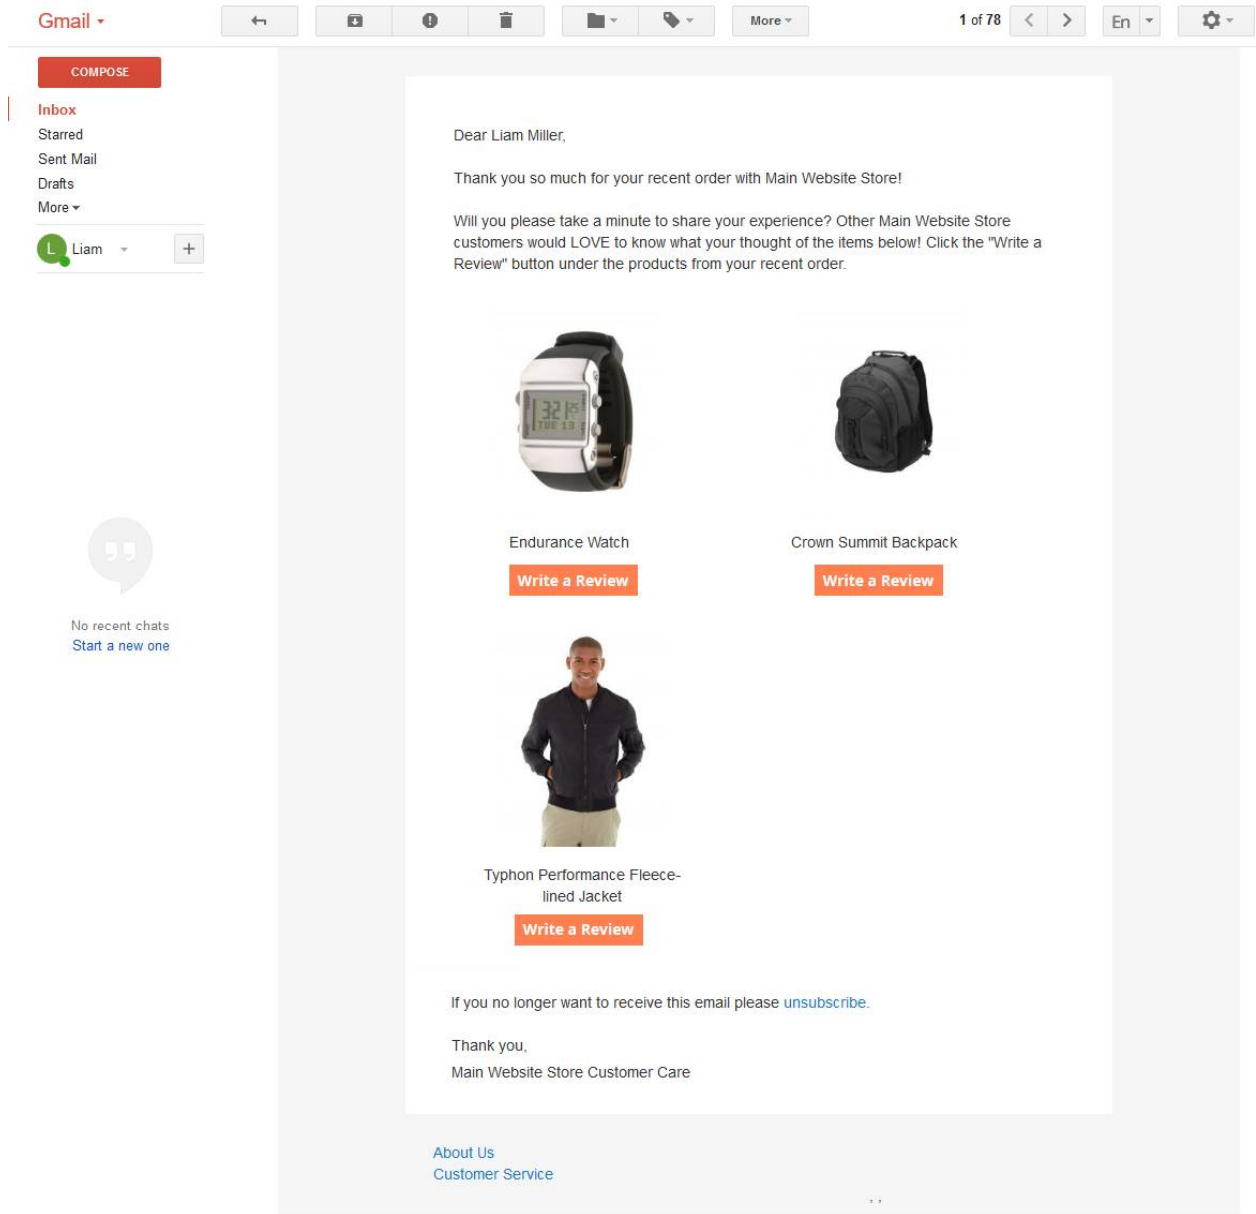 Gmail
More
1 of 78
En
COMPOSE
Inbox
Starred
Sent Mail
Drafts
More
L
Liam
+
No recent chats
Start a new one
Dear Liam Miller,
Thank you so much for your recent order with Main Website Store!
Will you please take a minute to share your experience? Other Main Website Store
customers would LOVE to know what your thought of the items below! Click the "Write a
Review" button under the products from your recent order.
TUE 13
Endurance Watch
Crown Summit Backpack
Write a Review
Write a Review
Typhon Performance Fleece-
lined Jacket
Write a Review
If you no longer want to receive this email please unsubscribe.
Thank you,
Main Website Store Customer Care
About Us
Customer Service
, ,